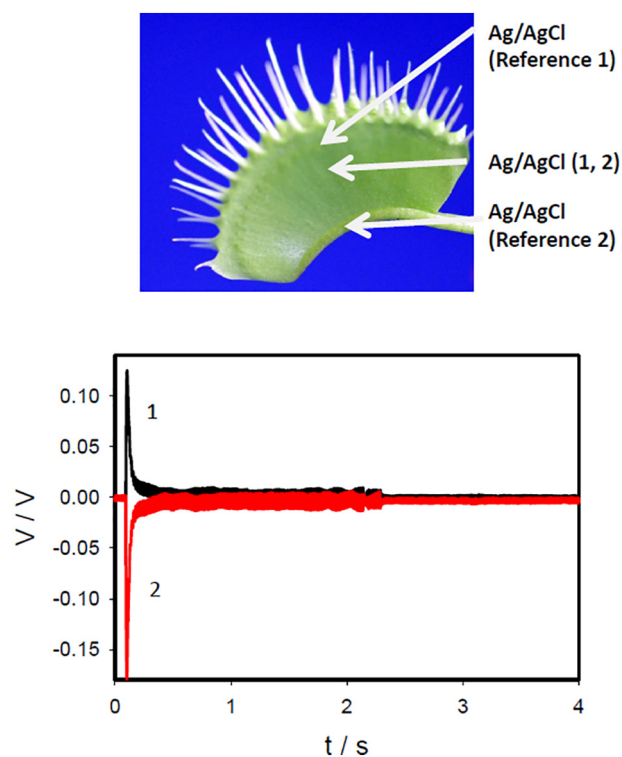 Ag/AgCl
(Reference 1)
Ag/AgCl (1, 2)
Ag/AgCl
(Reference 2)
0.10
0.05
0.00
-0.05
-0.10
-0.15
V / V
1
2
0 1 2 3 4
t / s